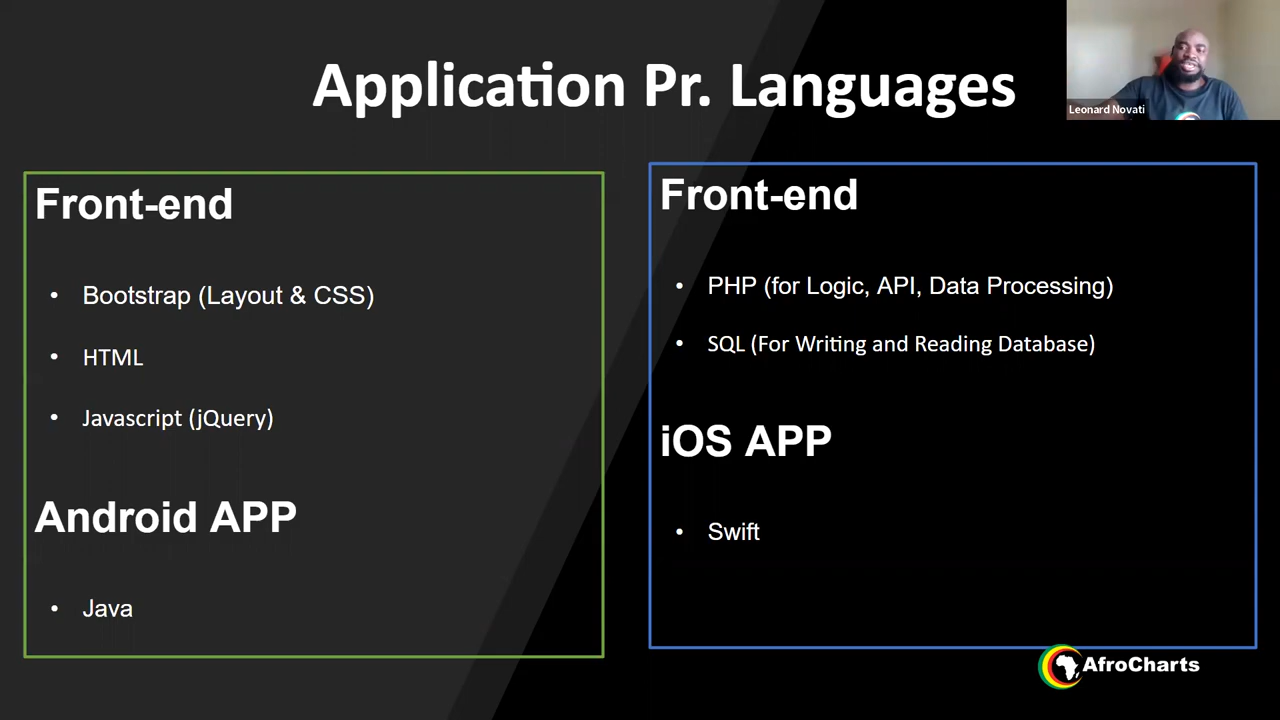 Application Pr. Languages
Leonard Novati
Front-end
• Bootstrap (Layout & CSS)
• HTML
• Javascript (jQuery)
Android APP
• Java
Front-end
• PHP (for Logic, API, Data Processing)
• SQL (For Writing and Reading Database)
iOS APP
• Swift
AfroCharts